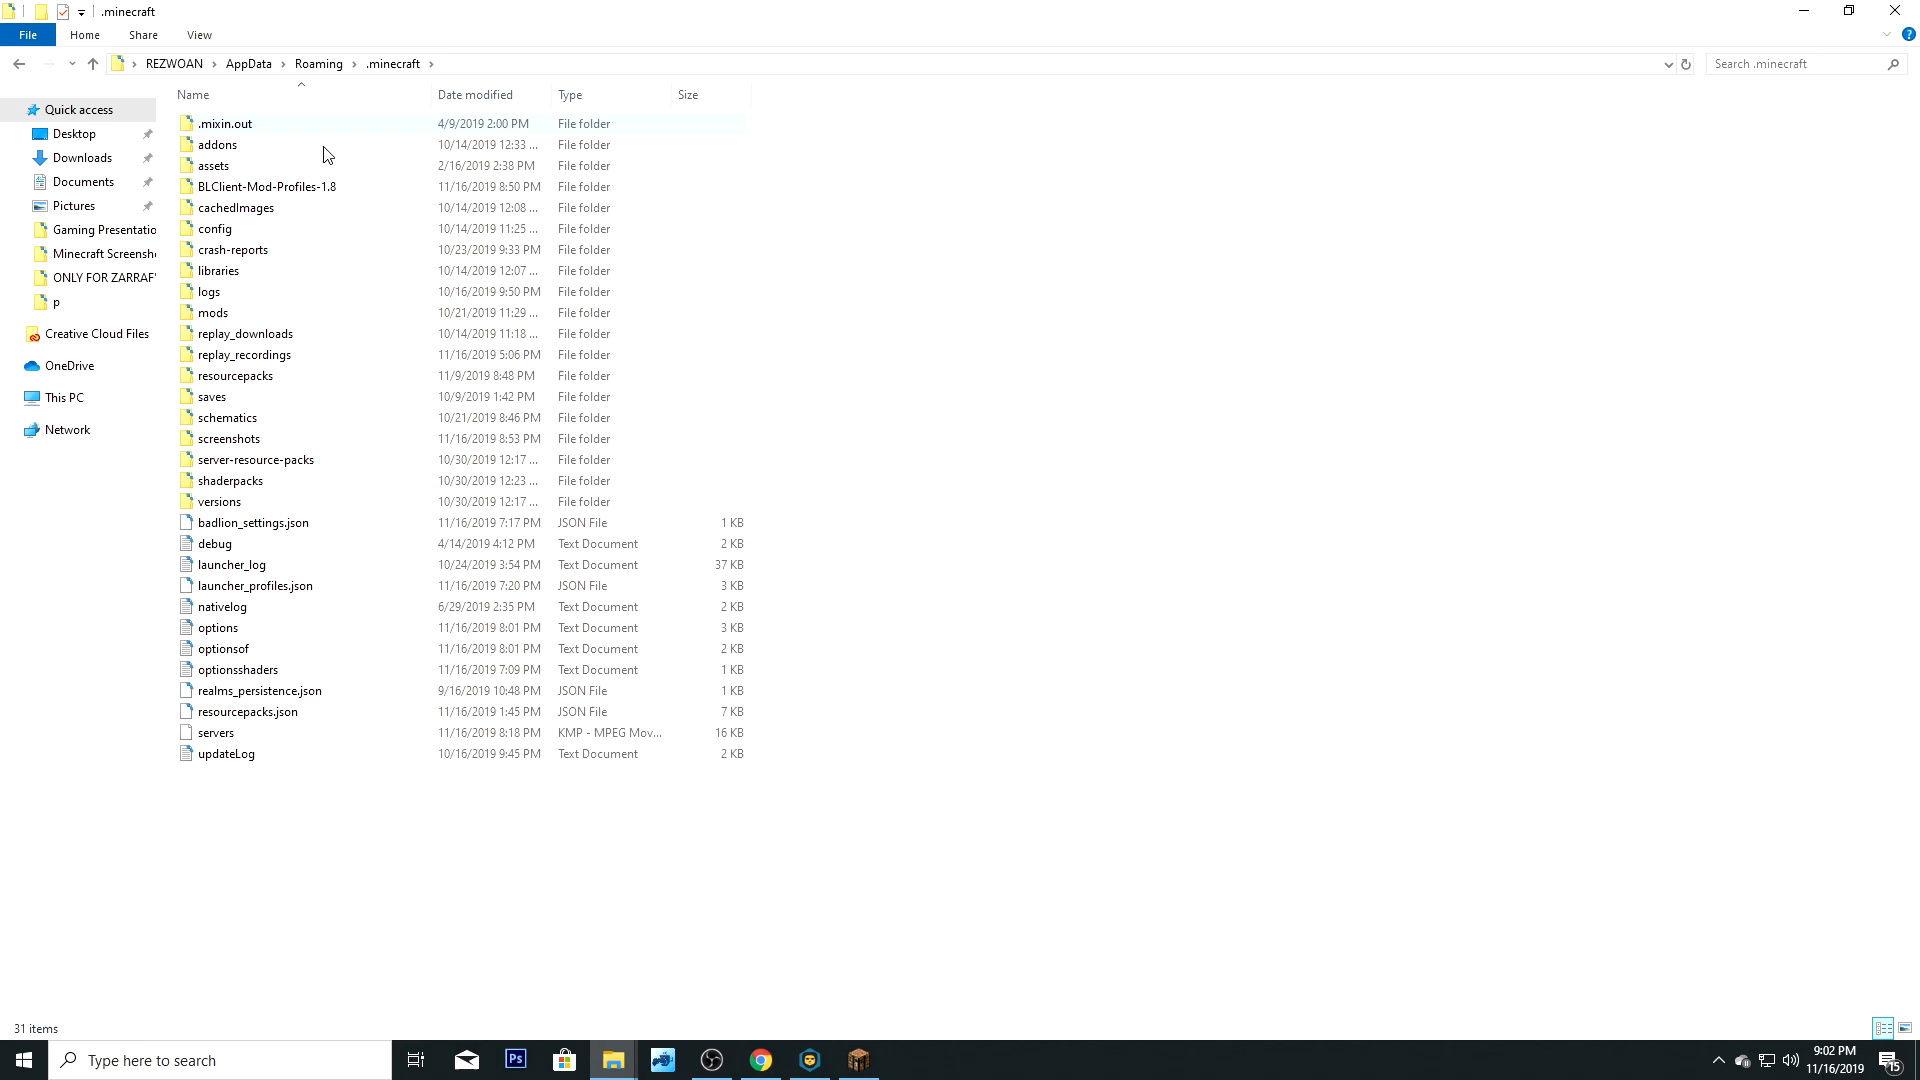 .minecraft
File Home Share View
REZWOAN AppData Roaming .minecraft
Search .minecraft
Quick access
Desktop
Downloads
Documents
Pictures
Gaming Presentatio
Minecraft Screensh
ONLY FOR ZARRAF'
p
Creative Cloud Files
OneDrive
This PC
Network
Name Date modified Type Size
.mixin.out 4/9/2019 2:00 PM File folder
addons 10/14/2019 12:33 ... File folder
assets 2/16/2019 2:38 PM File folder
BLClient-Mod-Profiles-1.8 11/16/2019 8:50 PM File folder
cachedImages 10/14/2019 12:08 ... File folder
config 10/14/2019 11:25 ... File folder
crash-reports 10/23/2019 9:33 PM File folder
libraries 10/14/2019 12:07 ... File folder
logs 10/16/2019 9:50 PM File folder
mods 10/21/2019 11:29 ... File folder
replay_downloads 10/14/2019 11:18 ... File folder
replay_recordings 11/16/2019 5:06 PM File folder
resourcepacks 11/9/2019 8:48 PM File folder
saves 10/9/2019 1:42 PM File folder
schematics 10/21/2019 8:46 PM File folder
screenshots 11/16/2019 8:53 PM File folder
server-resource-packs 10/30/2019 12:17 ... File folder
shaderpacks 10/30/2019 12:23 ... File folder
versions 10/30/2019 12:17 ... File folder
badlion_settings.json 11/16/2019 7:17 PM JSON File 1 KB
debug 4/14/2019 4:12 PM Text Document 2 KB
launcher_log 10/24/2019 3:54 PM Text Document 37 KB
launcher_profiles.json 11/16/2019 7:20 PM JSON File 3 KB
nativelog 6/29/2019 2:35 PM Text Document 2 KB
options 11/16/2019 8:01 PM Text Document 3 KB
optionsof 11/16/2019 8:01 PM Text Document 2 KB
optionsshaders 11/16/2019 7:09 PM Text Document 1 KB
realms_persistence.json 9/16/2019 10:48 PM JSON File 1 KB
resourcepacks.json 11/16/2019 1:45 PM JSON File 7 KB
servers 11/16/2019 8:18 PM KMP - MPEG Mov... 16 KB
updateLog 10/16/2019 9:45 PM Text Document 2 KB
31 items
Type here to search
Ps
9:02 PM
11/16/2019
15